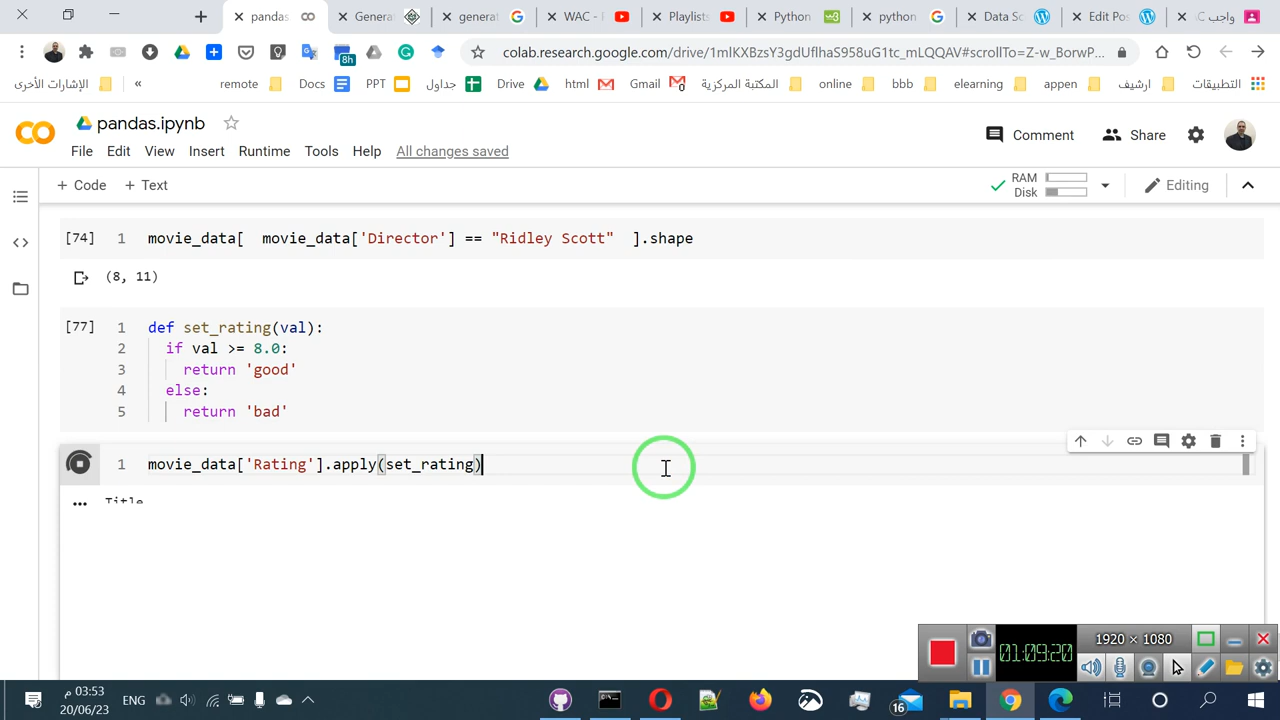 pandas
Generat
generat
WAC - F
Playlists
Python
python
Data Sc
Edit Pos
واجب C
colab.research.google.com/drive/1mlKXBzsY3gdUflhaS958uG1tc_mLQQAV#scrollTo=Z-w_BorwP...
8h
الإشارات الأخرى
«
remote
Docs
PPT
جداول
Drive
html
Gmail
المكتبة المركزية
online
bbb
elearning
appen
ارشيف
التطبيقات
pandas.ipynb
Comment
Share
File Edit View Insert Runtime Tools Help All changes saved
+ Code + Text
RAM
Disk
Editing
[74] 1 movie_data[  movie_data['Director'] == "Ridley Scott"  ].shape
(8, 11)
[77] 1 def set_rating(val):
2 if val >= 8.0:
3 return 'good'
4 else:
5 return 'bad'
1 movie_data['Rating'].apply(set_rating)
... Title
01:09:20
1920 × 1080
03:53 م
ENG
16
20/06/23